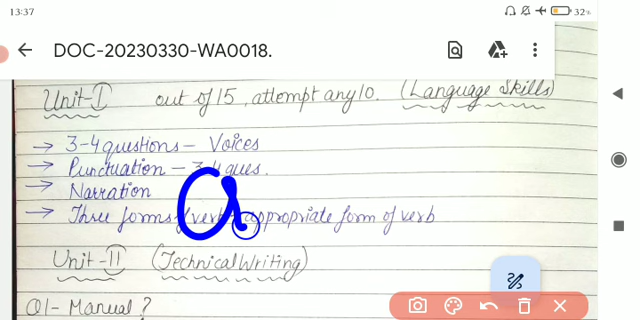 13:37 32%
DOC-20230330-WA0018.
Unit-I out of 15, attempt any 10. (Language Skills)
→ 3-4 questions - Voices
→ Punctuation - 3-4 ques.
→ Narration
→ Three forms of verb appropriate form of verb
Unit-II (Technical Writing)
Q1- Manual?